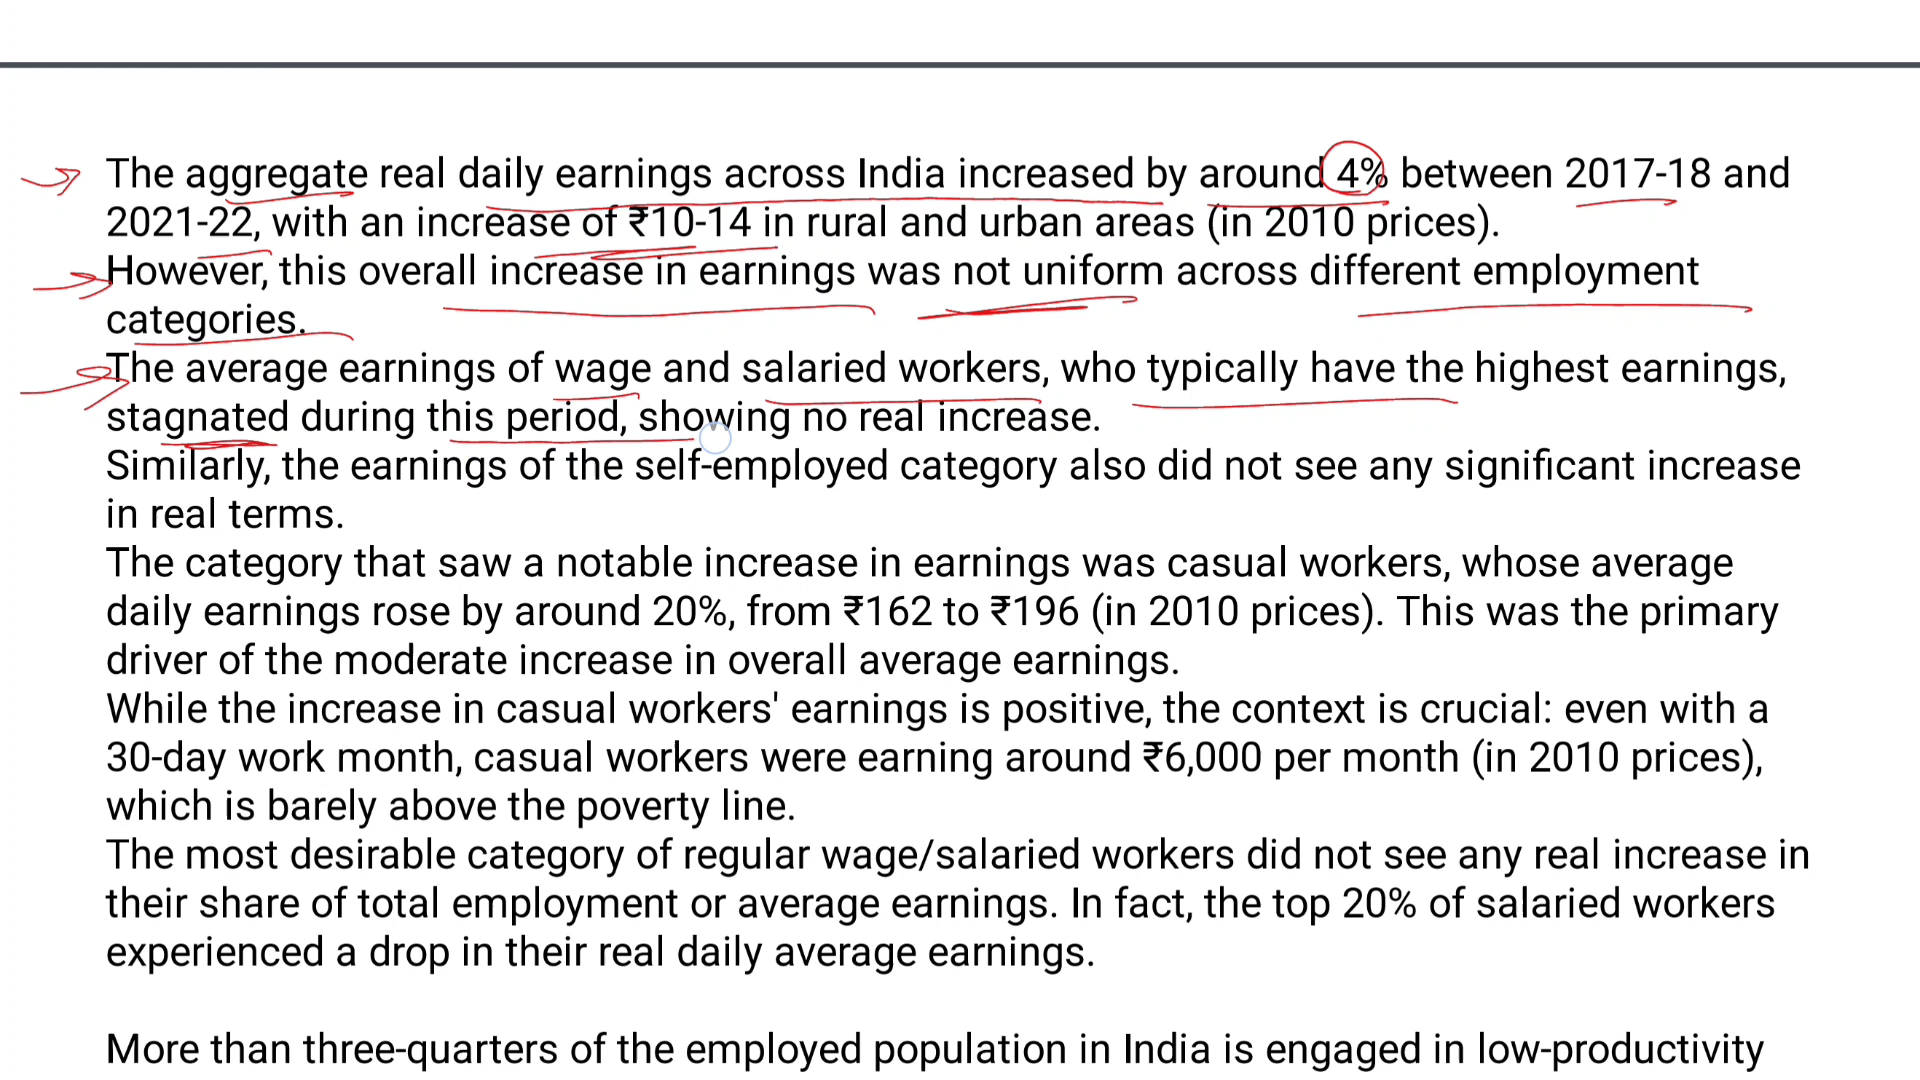 The aggregate real daily earnings across India increased by around 4% between 2017-18 and
2021-22, with an increase of ₹10-14 in rural and urban areas (in 2010 prices).
However, this overall increase in earnings was not uniform across different employment
categories.
The average earnings of wage and salaried workers, who typically have the highest earnings,
stagnated during this period, showing no real increase.
Similarly, the earnings of the self-employed category also did not see any significant increase
in real terms.
The category that saw a notable increase in earnings was casual workers, whose average
daily earnings rose by around 20%, from ₹162 to ₹196 (in 2010 prices). This was the primary
driver of the moderate increase in overall average earnings.
While the increase in casual workers' earnings is positive, the context is crucial: even with a
30-day work month, casual workers were earning around ₹6,000 per month (in 2010 prices),
which is barely above the poverty line.
The most desirable category of regular wage/salaried workers did not see any real increase in
their share of total employment or average earnings. In fact, the top 20% of salaried workers
experienced a drop in their real daily average earnings.
More than three-quarters of the employed population in India is engaged in low-productivity